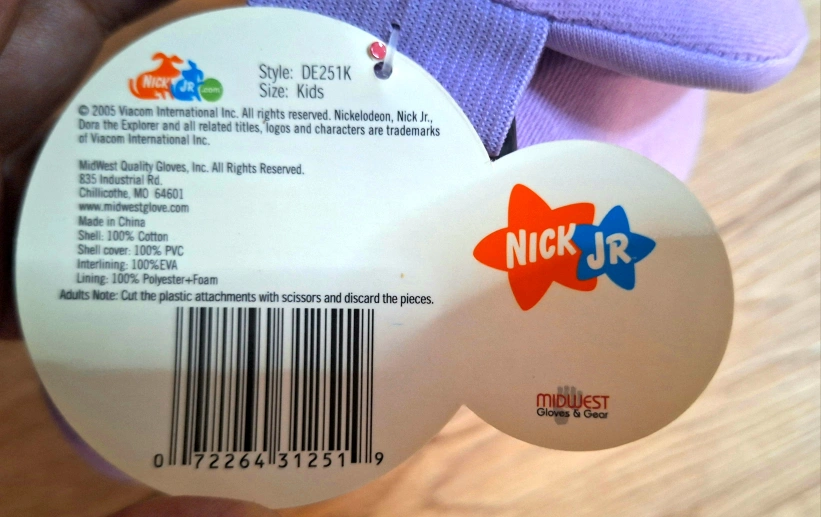 NICK JR .com
Style: DE251K
Size: Kids
© 2005 Viacom International Inc. All rights reserved. Nickelodeon, Nick Jr.,
Dora the Explorer and all related titles, logos and characters are trademarks
of Viacom International Inc.
MidWest Quality Gloves, Inc. All Rights Reserved.
835 Industrial Rd.
Chillicothe, MO 64601
www.midwestglove.com
Made in China
Shell: 100% Cotton
Shell cover: 100% PVC
Interlining: 100%EVA
Lining: 100% Polyester+Foam
Adults Note: Cut the plastic attachments with scissors and discard the pieces.
0 72264 31251 9
NICK JR™
MIDWEST
Gloves & Gear